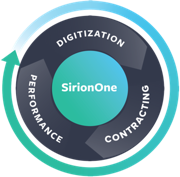 DIGITIZATION
SirionOne
PERFORMANCE
CONTRACTING